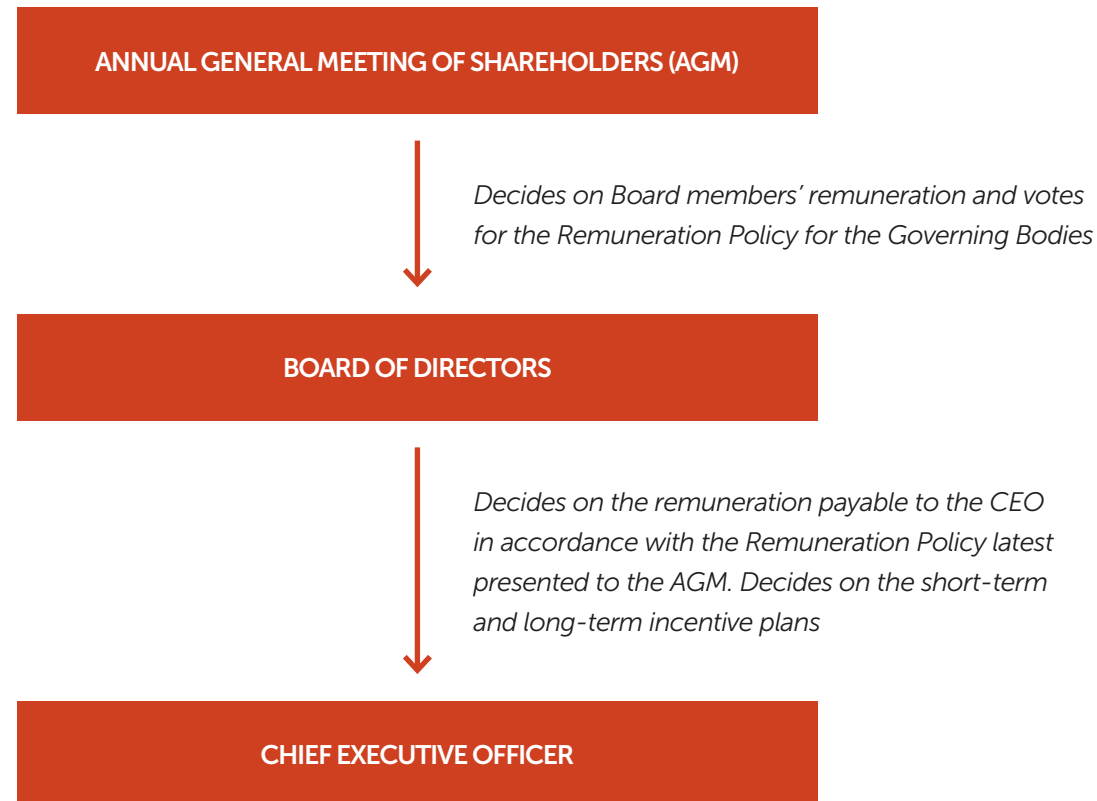 ANNUAL GENERAL MEETING OF SHAREHOLDERS (AGM)
Decides on Board members’ remuneration and votes
for the Remuneration Policy for the Governing Bodies
BOARD OF DIRECTORS
Decides on the remuneration payable to the CEO
in accordance with the Remuneration Policy latest
presented to the AGM. Decides on the short-term
and long-term incentive plans
CHIEF EXECUTIVE OFFICER